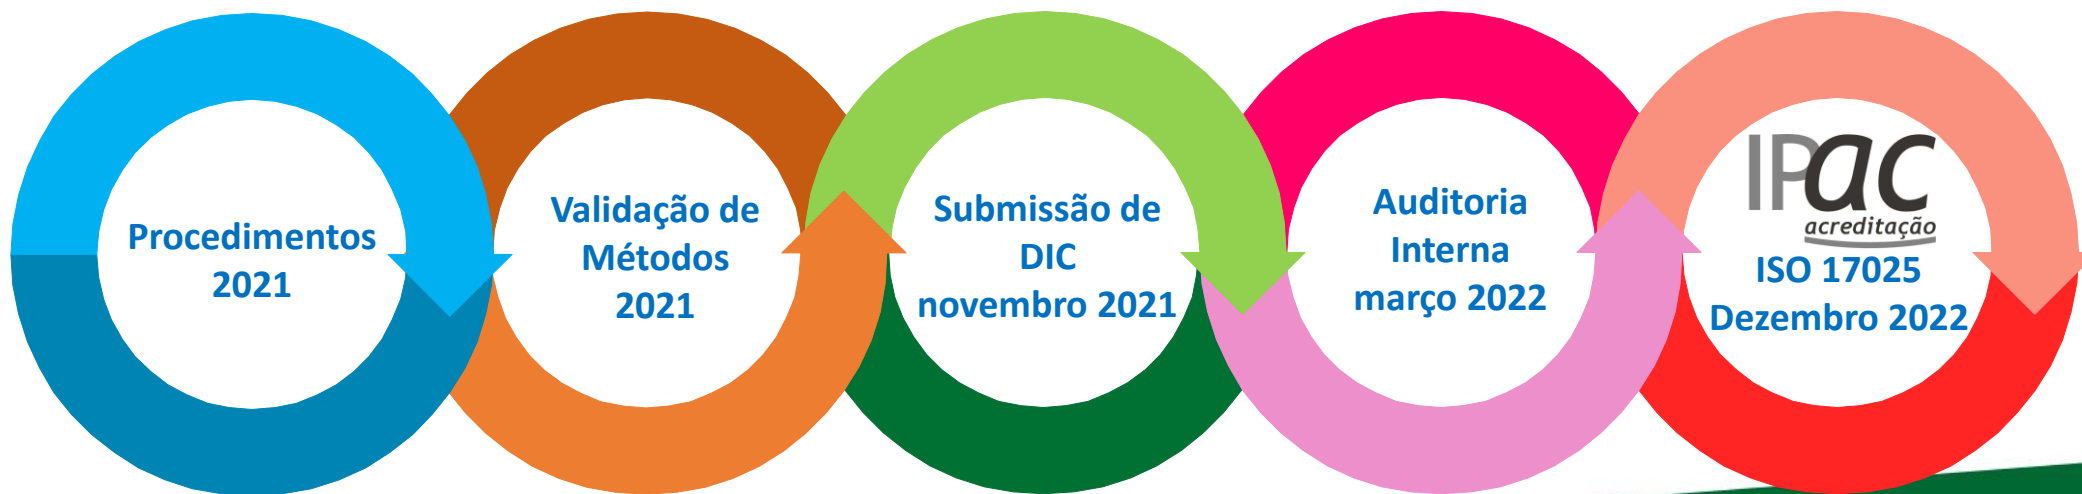 Procedimentos
2021
Validação de
Métodos
2021
Submissão de
DIC
novembro 2021
Auditoria
Interna
março 2022
IPac
acreditação
ISO 17025
Dezembro 2022